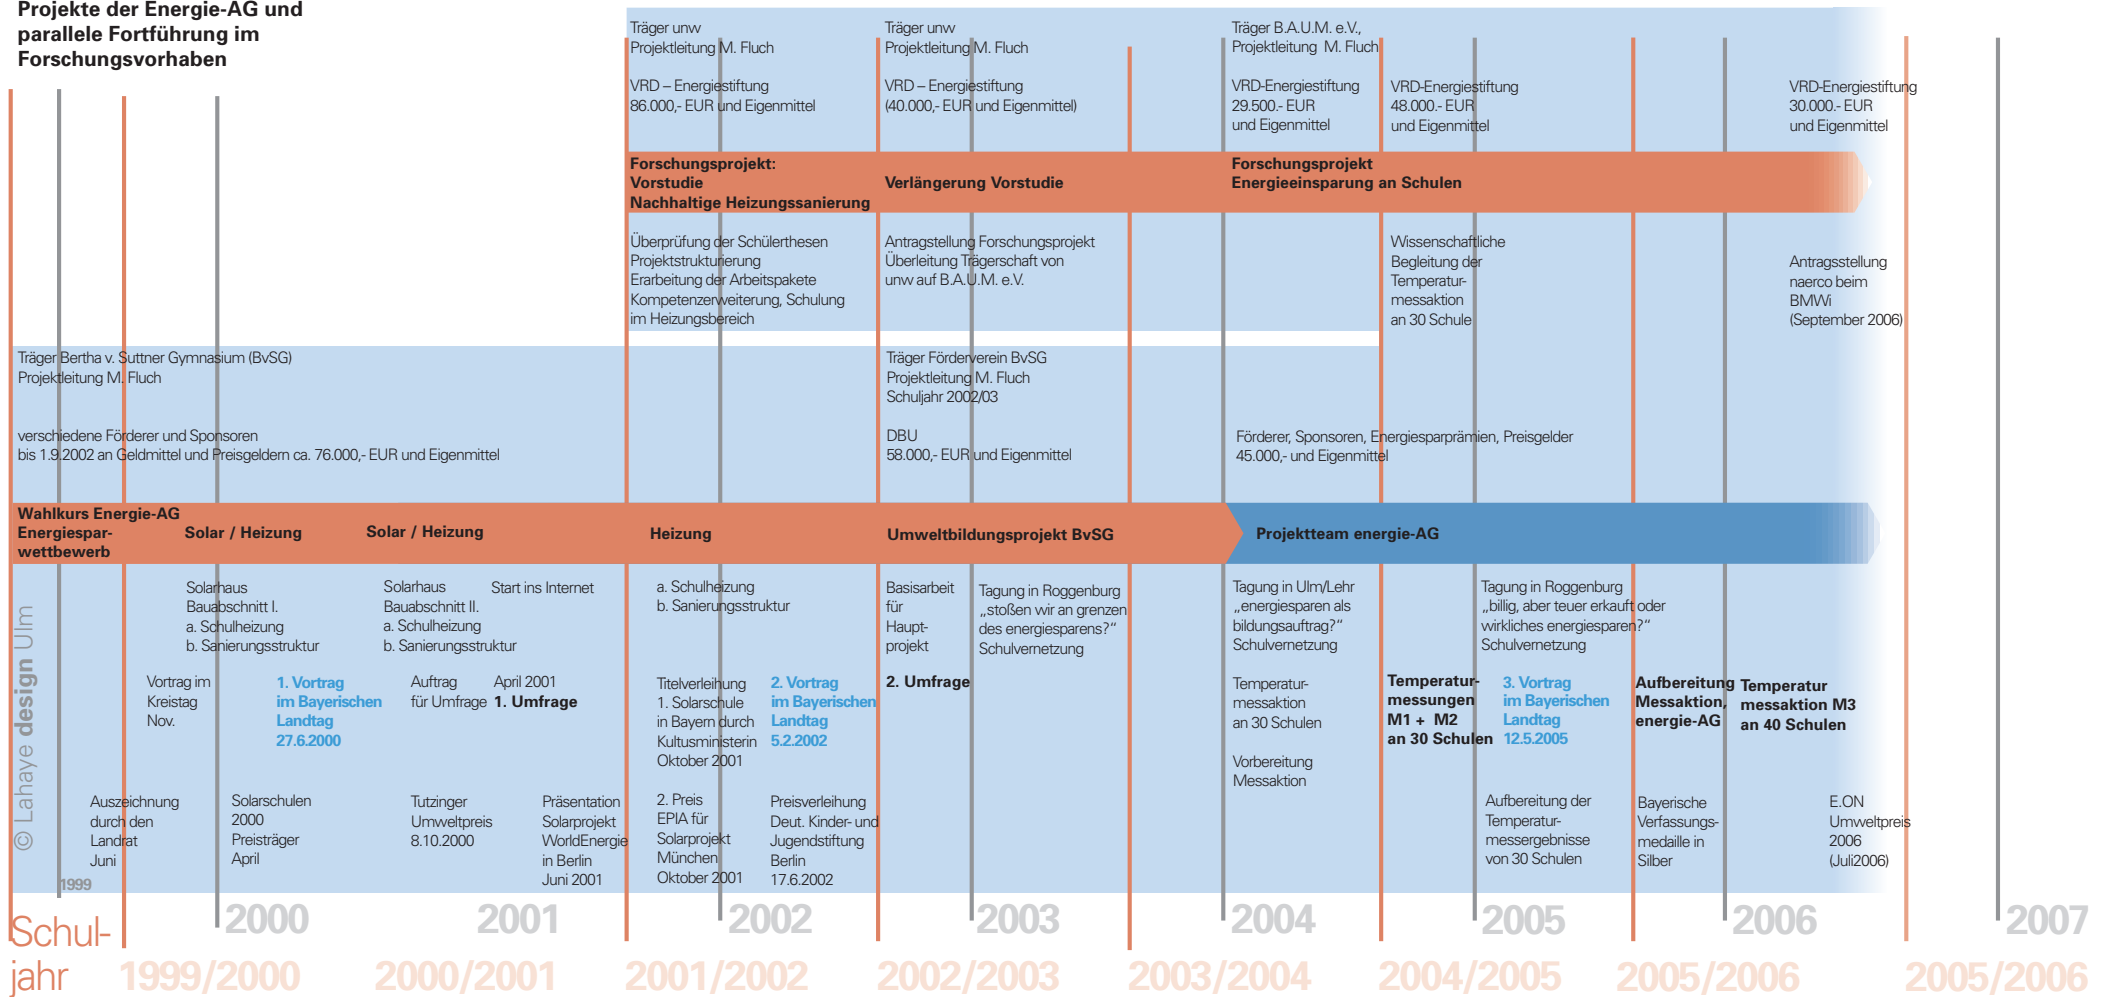 Projekte der Energie-AG und
parallele Fortführung im
Forschungsvorhaben
Träger unw
Projektleitung M. Fluch
VRD – Energiestiftung
86.000,- EUR und Eigenmittel
Träger unw
Projektleitung M. Fluch
VRD – Energiestiftung
(40.000,- EUR und Eigenmittel)
Träger B.A.U.M. e.V.,
Projektleitung M. Fluch
VRD-Energiestiftung
29.500.- EUR
und Eigenmittel
VRD-Energiestiftung
48.000.- EUR
und Eigenmittel
VRD-Energiestiftung
30.000.- EUR
und Eigenmittel
Forschungsprojekt:
Vorstudie
Nachhaltige Heizungssanierung
Verlängerung Vorstudie
Forschungsprojekt
Energieeinsparung an Schulen
Überprüfung der Schülerthesen
Projektstrukturierung
Erarbeitung der Arbeitspakete
Kompetenzerweiterung, Schulung
im Heizungsbereich
Antragstellung Forschungsprojekt
Überleitung Trägerschaft von
unw auf B.A.U.M. e.V.
Wissenschaftliche
Begleitung der
Temperatur-
messaktion
an 30 Schule
Antragsstellung
naerco beim
BMWi
(September 2006)
Träger Bertha v. Suttner Gymnasium (BvSG)
Projektleitung M. Fluch
verschiedene Förderer und Sponsoren
bis 1.9.2002 an Geldmittel und Preisgeldern ca. 76.000,- EUR und Eigenmittel
Träger Förderverein BvSG
Projektleitung M. Fluch
Schuljahr 2002/03
DBU
58.000,- EUR und Eigenmittel
Förderer, Sponsoren, Energiesparprämien, Preisgelder
45.000,- und Eigenmittel
Wahlkurs Energie-AG
Energiespar-
wettbewerb
Solar / Heizung
Solar / Heizung
Heizung
Umweltbildungsprojekt BvSG
Projektteam energie-AG
Solarhaus
Bauabschnitt I.
a. Schulheizung
b. Sanierungsstruktur
Solarhaus
Bauabschnitt II.
a. Schulheizung
b. Sanierungsstruktur
Start ins Internet
a. Schulheizung
b. Sanierungsstruktur
Basisarbeit
für
Haupt-
projekt
Tagung in Roggenburg
„stoßen wir an grenzen
des energiesparens?“
Schulvernetzung
Tagung in Ulm/Lehr
„energiesparen als
bildungsauftrag?“
Schulvernetzung
Tagung in Roggenburg
„billig, aber teuer erkauft oder
wirkliches energiesparen?“
Schulvernetzung
Vortrag im
Kreistag
Nov.
1. Vortrag
im Bayerischen
Landtag
27.6.2000
Auftrag
für Umfrage
April 2001
1. Umfrage
Titelverleihung
1. Solarschule
in Bayern durch
Kultusministerin
Oktober 2001
2. Vortrag
im Bayerischen
Landtag
5.2.2002
2. Umfrage
Temperatur-
messaktion
an 30 Schulen
Vorbereitung
Messaktion
Temperatur-
messungen
M1 + M2
an 30 Schulen
3. Vortrag
im Bayerischen
Landtag
12.5.2005
Aufbereitung
Messaktion,
energie-AG
Temperatur
messaktion M3
an 40 Schulen
Auszeichnung
durch den
Landrat
Juni
Solarschulen
2000
Preisträger
April
Tutzinger
Umweltpreis
8.10.2000
Präsentation
Solarprojekt
WorldEnergie
in Berlin
Juni 2001
2. Preis
EPIA für
Solarprojekt
München
Oktober 2001
Preisverleihung
Deut. Kinder- und
Jugendstiftung
Berlin
17.6.2002
Aufbereitung der
Temperatur-
messergebnisse
von 30 Schulen
Bayerische
Verfassungs-
medaille in
Silber
E.ON
Umweltpreis
2006
(Juli2006)
© Lahaye design Ulm
1999
2000
2001
2002
2003
2004
2005
2006
2007
Schul-
jahr
1999/2000
2000/2001
2001/2002
2002/2003
2003/2004
2004/2005
2005/2006
2005/2006